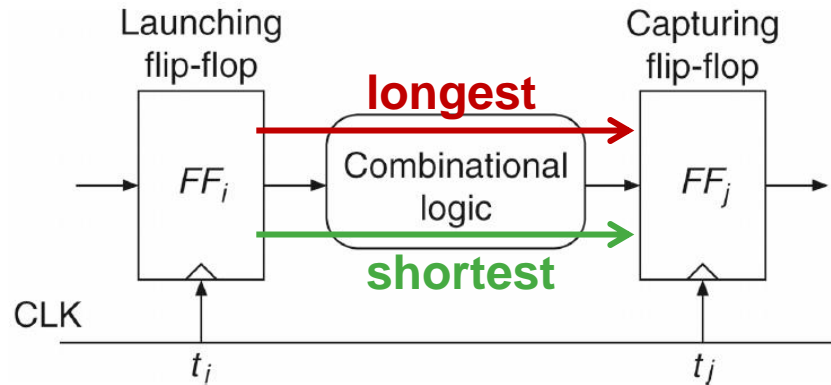 Launching
flip-flop
Capturing
flip-flop
longest
FFi
Combinational
logic
FFj
shortest
CLK
ti
tj